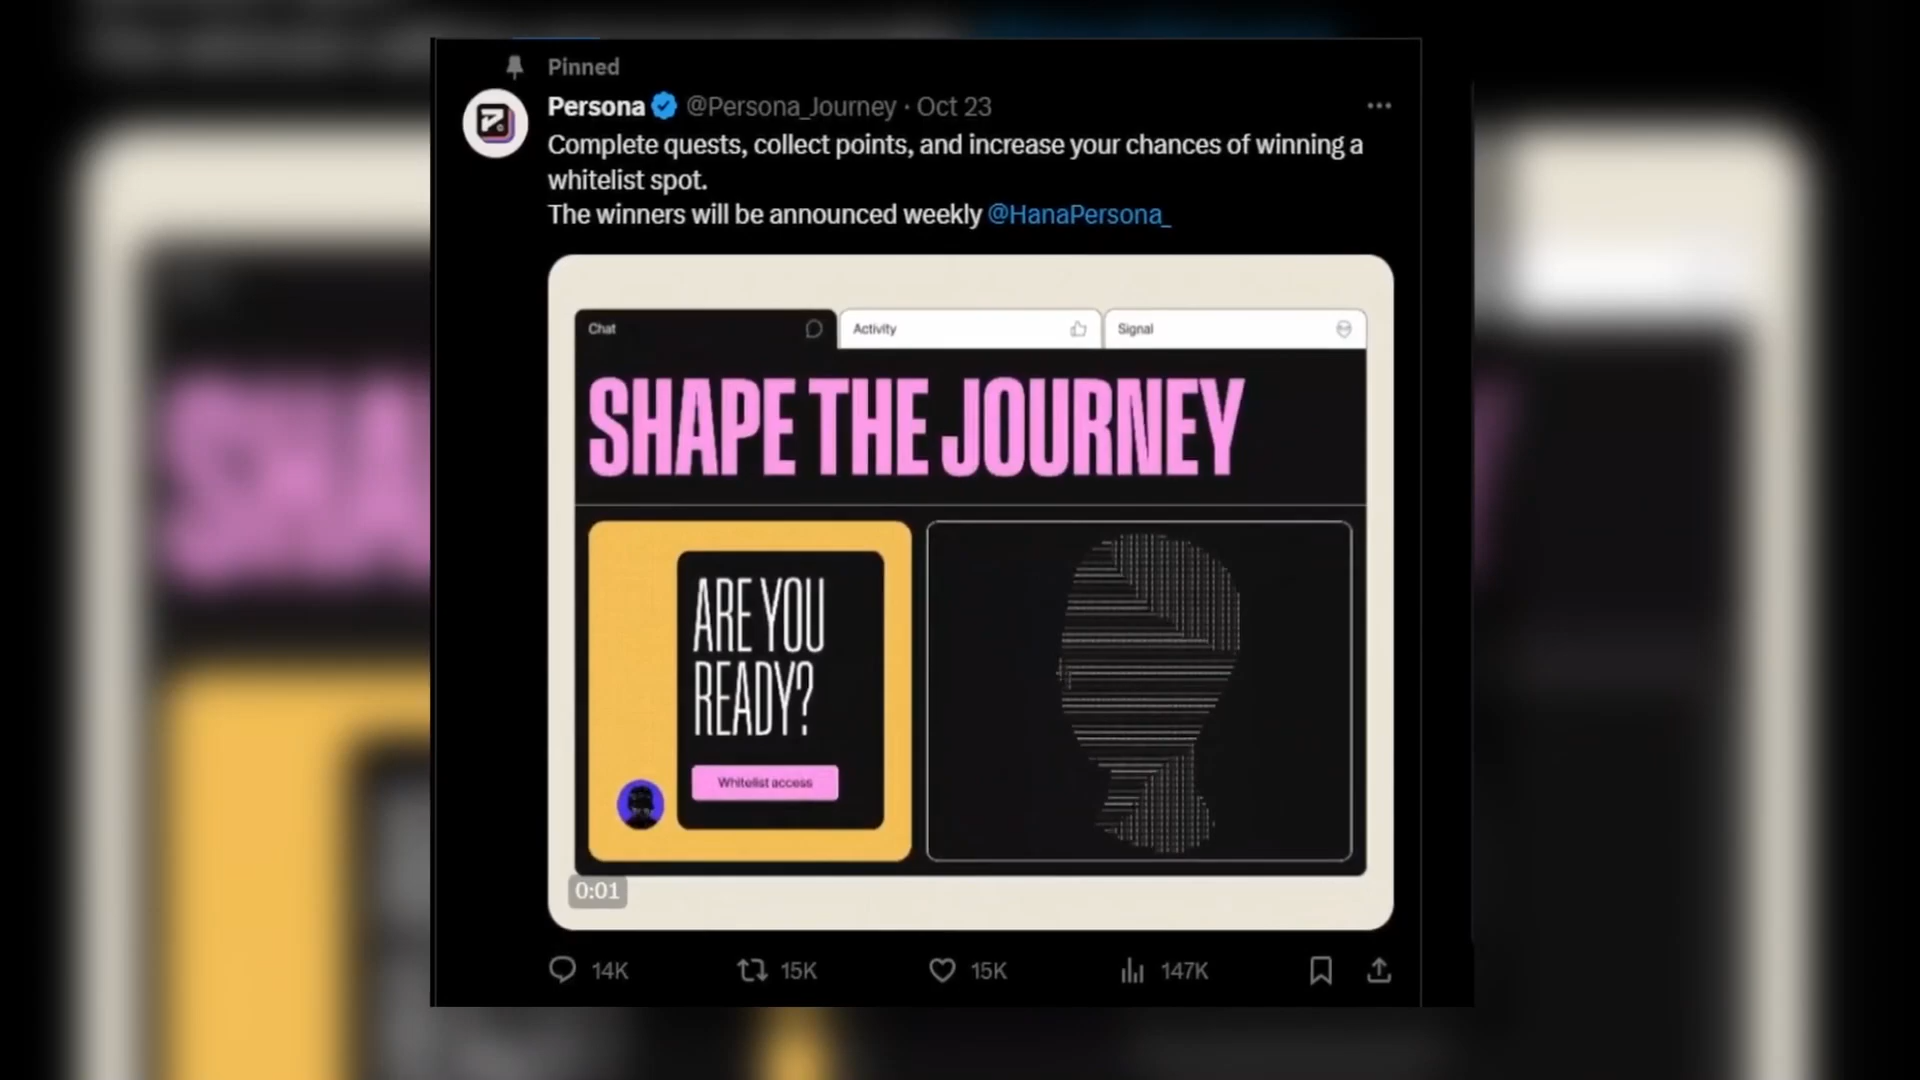 Pinned
Persona @Persona_Journey · Oct 23
Complete quests, collect points, and increase your chances of winning a
whitelist spot.
The winners will be announced weekly @HanaPersona_
Chat
Activity
Signal
SHAPE THE JOURNEY
ARE YOU
READY?
Whitelist access
0:01
14K
15K
15K
147K